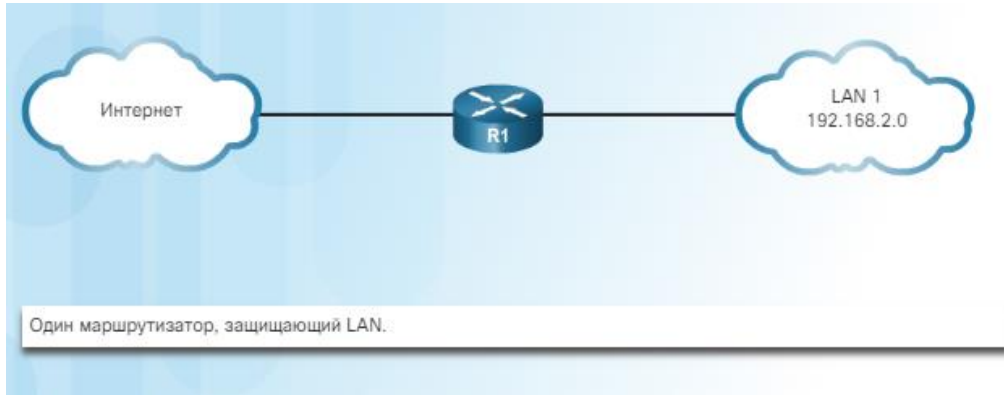 Интернет
R1
LAN 1
192.168.2.0
Один маршрутизатор, защищающий LAN.